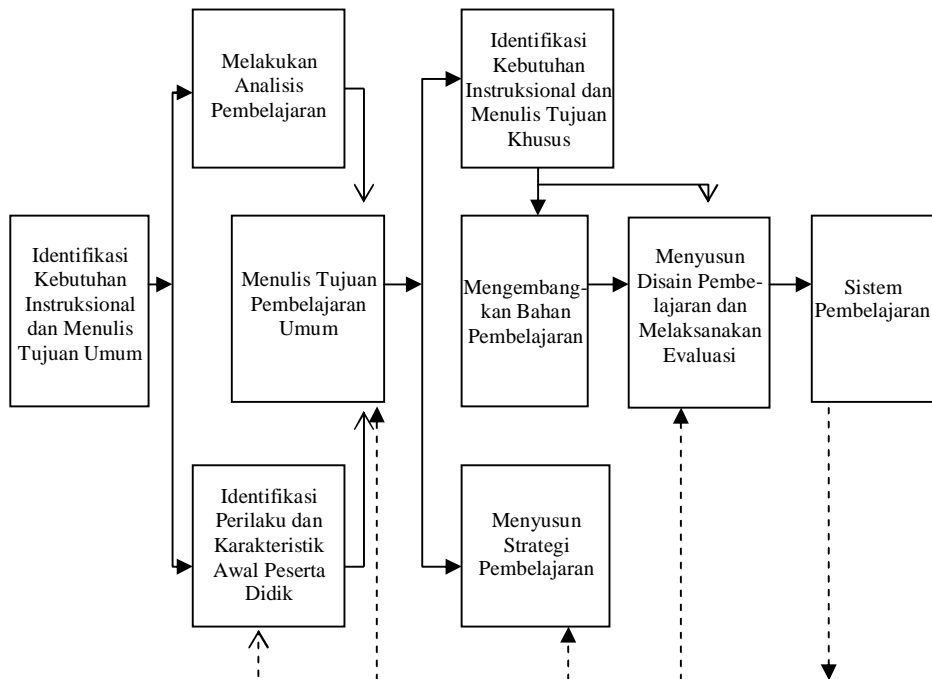 Melakukan
Analisis
Pembelajaran
Identifikasi
Kebutuhan
Instruksional dan
Menulis Tujuan
Khusus
Identifikasi
Kebutuhan
Instruksional
dan Menulis
Tujuan Umum
Menulis Tujuan
Pembelajaran
Umum
Mengembang-
kan Bahan
Pembelajaran
Menyusun
Disain Pembe-
lajaran dan
Melaksanakan
Evaluasi
Sistem
Pembelajaran
Identifikasi
Perilaku dan
Karakteristik
Awal Peserta
Didik
Menyusun
Strategi
Pembelajaran